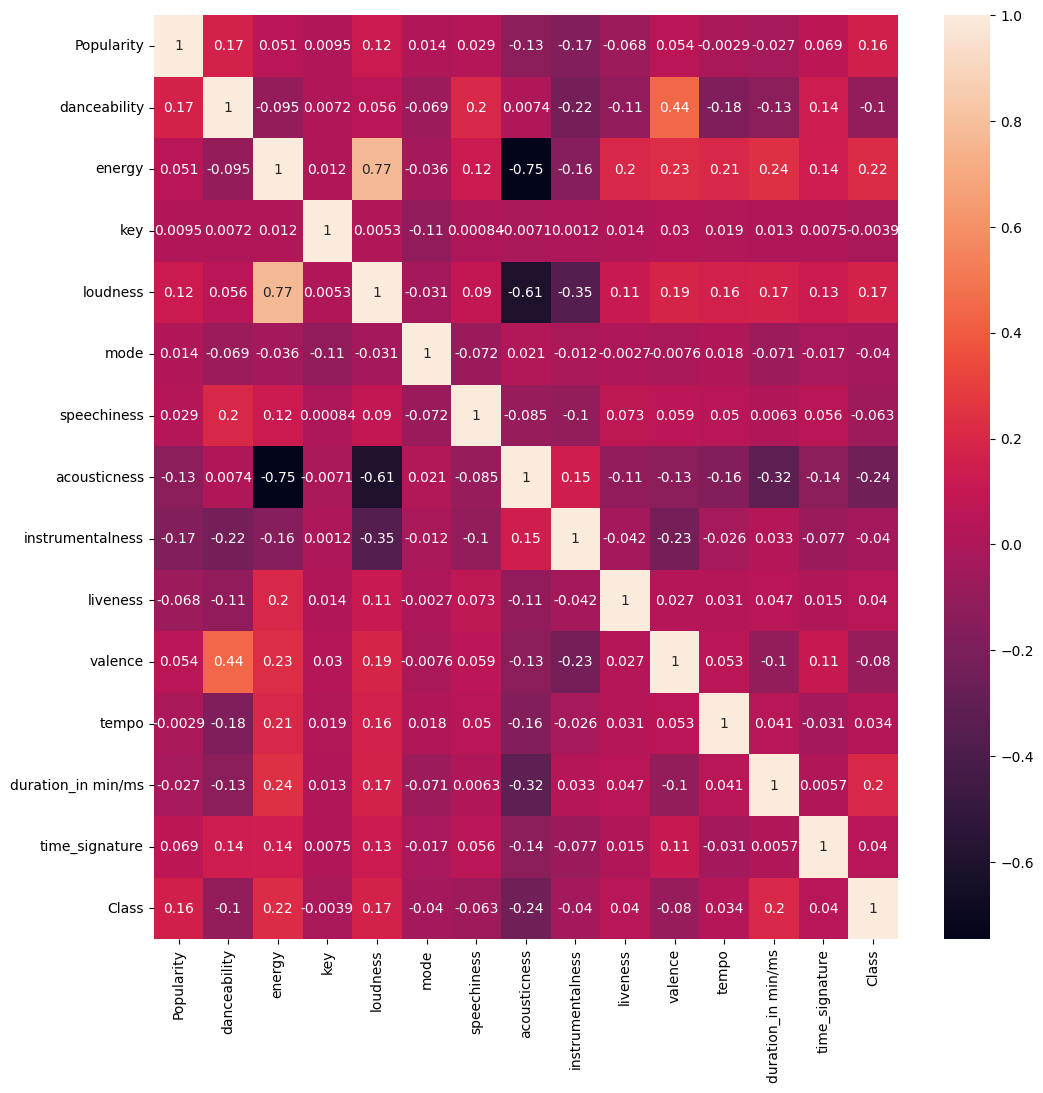 Popularity 1 0.17 0.051 0.0095 0.12 0.014 0.029 -0.13 -0.17 -0.068 0.054 -0.0029 -0.027 0.069 0.16
danceability 0.17 1 -0.095 0.0072 0.056 -0.069 0.2 0.0074 -0.22 -0.11 0.44 -0.18 -0.13 0.14 -0.1
energy 0.051 -0.095 1 0.012 0.77 -0.036 0.12 -0.75 -0.16 0.2 0.23 0.21 0.24 0.14 0.22
key 0.0095 0.0072 0.012 1 0.0053 -0.11 0.00084 -0.0071 0.0012 0.014 0.03 0.019 0.013 0.0075 -0.0039
loudness 0.12 0.056 0.77 0.0053 1 -0.031 0.09 -0.61 -0.35 0.11 0.19 0.16 0.17 0.13 0.17
mode 0.014 -0.069 -0.036 -0.11 -0.031 1 -0.072 0.021 -0.012 -0.0027 -0.0076 0.018 -0.071 -0.017 -0.04
speechiness 0.029 0.2 0.12 0.00084 0.09 -0.072 1 -0.085 -0.1 0.073 0.059 0.05 0.0063 0.056 -0.063
acousticness -0.13 0.0074 -0.75 -0.0071 -0.61 0.021 -0.085 1 0.15 -0.11 -0.13 -0.16 -0.32 -0.14 -0.24
instrumentalness -0.17 -0.22 -0.16 0.0012 -0.35 -0.012 -0.1 0.15 1 -0.042 -0.23 -0.026 0.033 -0.077 -0.04
liveness -0.068 -0.11 0.2 0.014 0.11 -0.0027 0.073 -0.11 -0.042 1 0.027 0.031 0.047 0.015 0.04
valence 0.054 0.44 0.23 0.03 0.19 -0.0076 0.059 -0.13 -0.23 0.027 1 0.053 -0.1 0.11 -0.08
tempo -0.0029 -0.18 0.21 0.019 0.16 0.018 0.05 -0.16 -0.026 0.031 0.053 1 0.041 -0.031 0.034
duration_in min/ms -0.027 -0.13 0.24 0.013 0.17 -0.071 0.0063 -0.32 0.033 0.047 -0.1 0.041 1 0.0057 0.2
time_signature 0.069 0.14 0.14 0.0075 0.13 -0.017 0.056 -0.14 -0.077 0.015 0.11 -0.031 0.0057 1 0.04
Class 0.16 -0.1 0.22 -0.0039 0.17 -0.04 -0.063 -0.24 -0.04 0.04 -0.08 0.034 0.2 0.04 1
Popularity
danceability
energy
key
loudness
mode
speechiness
acousticness
instrumentalness
liveness
valence
tempo
duration_in min/ms
time_signature
Class
1.0
0.8
0.6
0.4
0.2
0.0
−0.2
−0.4
−0.6